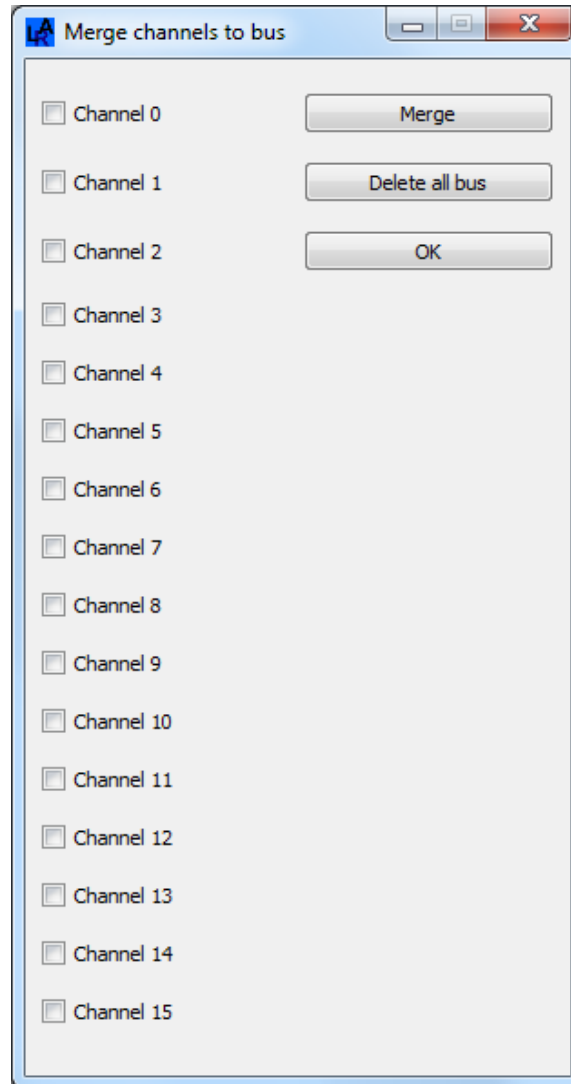 Merge channels to bus
Channel 0 Merge
Channel 1 Delete all bus
Channel 2 OK
Channel 3
Channel 4
Channel 5
Channel 6
Channel 7
Channel 8
Channel 9
Channel 10
Channel 11
Channel 12
Channel 13
Channel 14
Channel 15